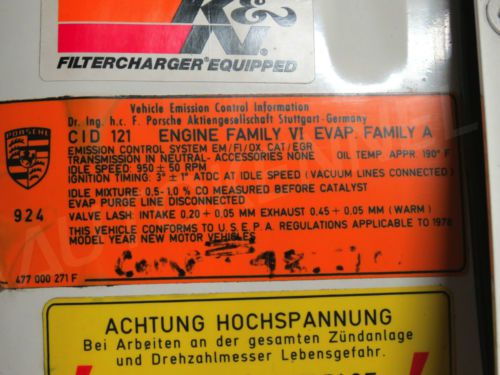 K&N
FILTERCHARGER EQUIPPED
Vehicle Emission Control Information
Dr. Ing. h.c. F. Porsche Aktiengesellschaft Stuttgart-Germany
CID 121 ENGINE FAMILY VI EVAP. FAMILY A
EMISSION CONTROL SYSTEM EM/FI/OX CAT/EGR
TRANSMISSION IN NEUTRAL- ACCESSORIES NONE OIL TEMP. APPR. 190° F
IDLE SPEED: 950 ± 50 RPM
IGNITION TIMING: 3° ± 1° ATDC AT IDLE SPEED (VACUUM LINES CONNECTED)
IDLE MIXTURE: 0,5-1,0 % CO MEASURED BEFORE CATALYST
EVAP PURGE LINE DISCONNECTED
VALVE LASH: INTAKE 0,20 + 0,05 MM EXHAUST 0,45 + 0,05 MM (WARM)
THIS VEHICLE CONFORMS TO U.S.E.P.A. REGULATIONS APPLICABLE TO 1978
MODEL YEAR NEW MOTOR VEHICLES
PORSCHE
924
477 000 271 F
ACHTUNG HOCHSPANNUNG
Bei Arbeiten an der gesamten Zündanlage
und Drehzahlmesser Lebensgefahr.